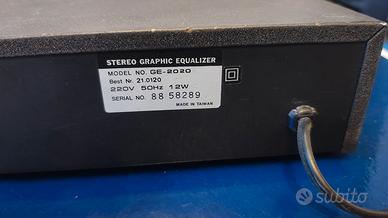 STEREO GRAPHIC EQUALIZER
MODEL NO. GE-2020
Best Nr. 21.0120
220V 50Hz 12W
SERIAL NO. 88 58289
MADE IN TAIWAN
subito